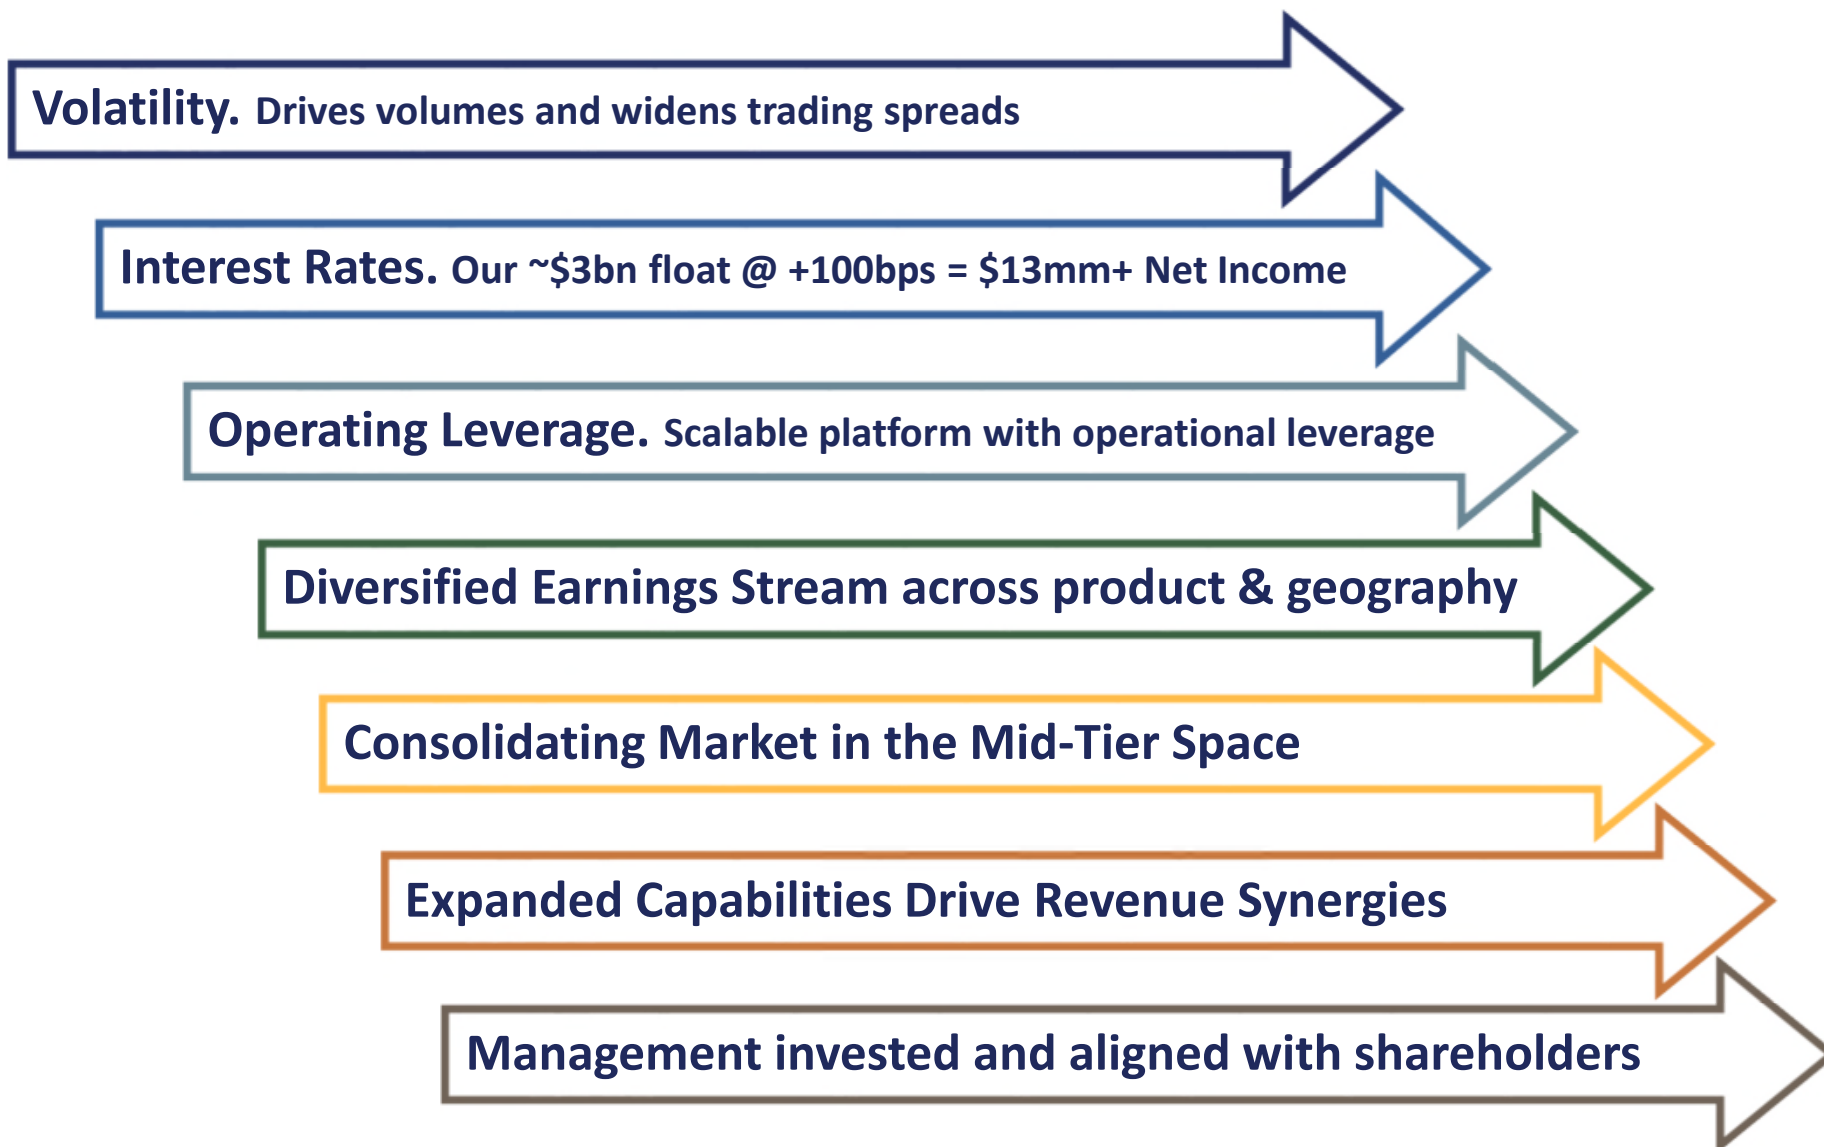 Volatility. Drives volumes and widens trading spreads
Interest Rates. Our ~$3bn float @ +100bps = $13mm+ Net Income
Operating Leverage. Scalable platform with operational leverage
Diversified Earnings Stream across product & geography
Consolidating Market in the Mid-Tier Space
Expanded Capabilities Drive Revenue Synergies
Management invested and aligned with shareholders